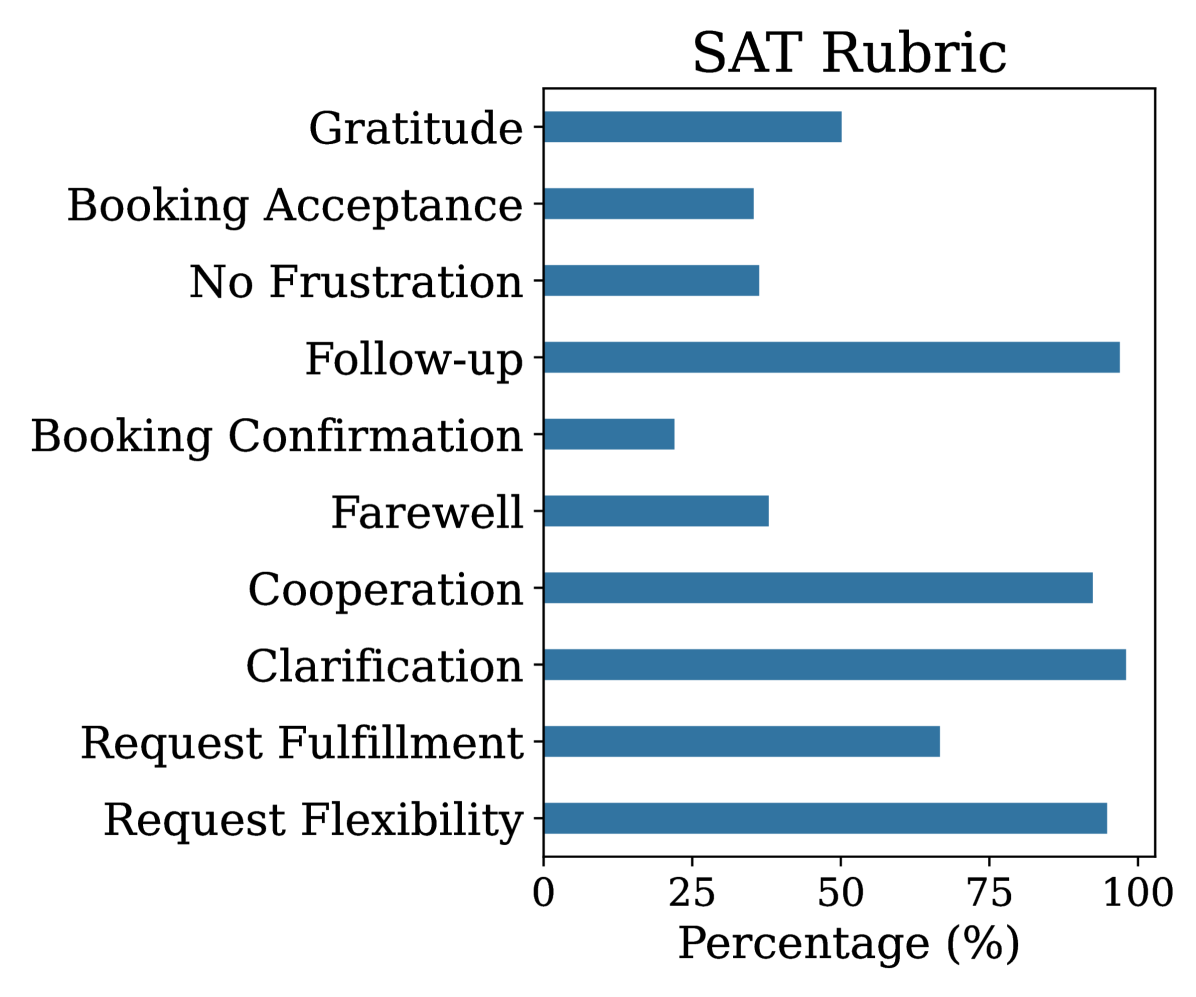 SAT Rubric
Gratitude
Booking Acceptance
No Frustration
Follow-up
Booking Confirmation
Farewell
Cooperation
Clarification
Request Fulfillment
Request Flexibility
0 25 50 75 100
Percentage (%)